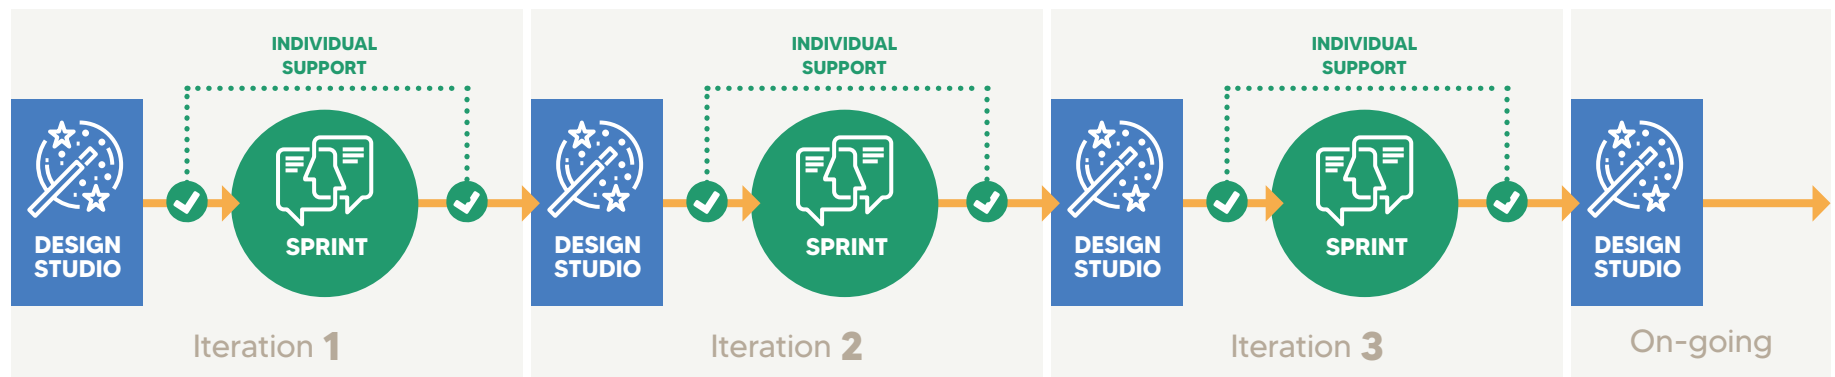 INDIVIDUAL
SUPPORT
DESIGN
STUDIO
SPRINT
Iteration 1
INDIVIDUAL
SUPPORT
DESIGN
STUDIO
SPRINT
Iteration 2
INDIVIDUAL
SUPPORT
DESIGN
STUDIO
SPRINT
Iteration 3
DESIGN
STUDIO
On-going